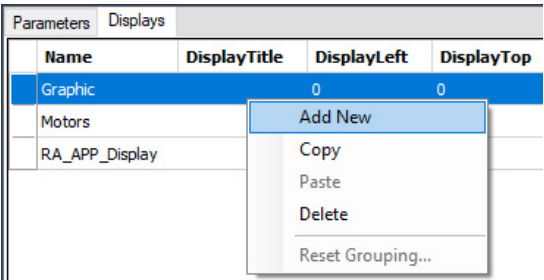 Parameters Displays
Name DisplayTitle DisplayLeft DisplayTop
Graphic 0 0
Motors
RA_APP_Display
Add New
Copy
Paste
Delete
Reset Grouping...